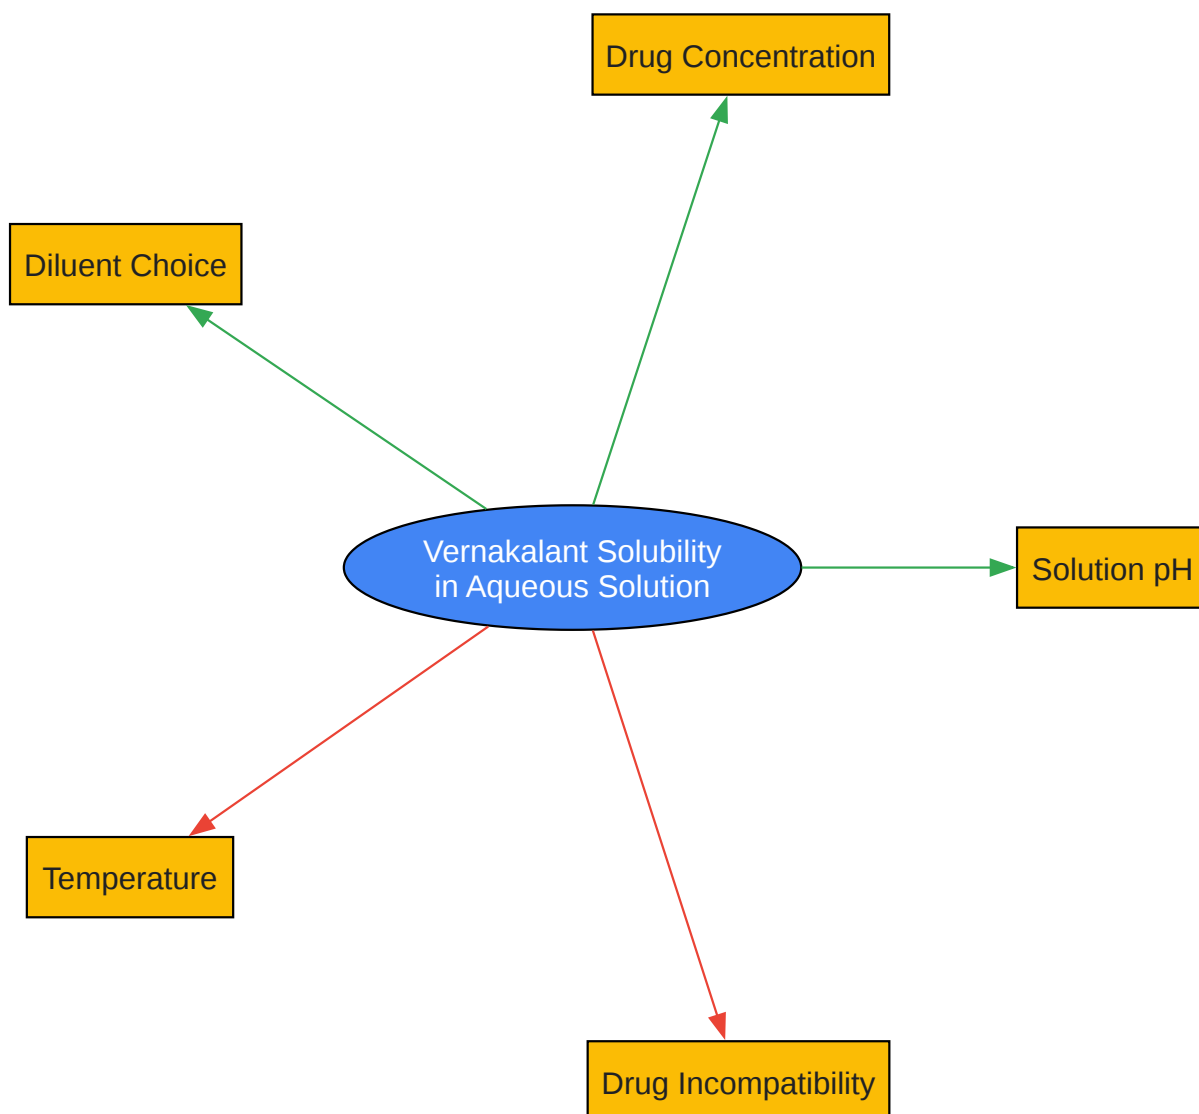 Drug Concentration
Diluent Choice
Vernakalant Solubility
in Aqueous Solution
Solution pH
Temperature
Drug Incompatibility